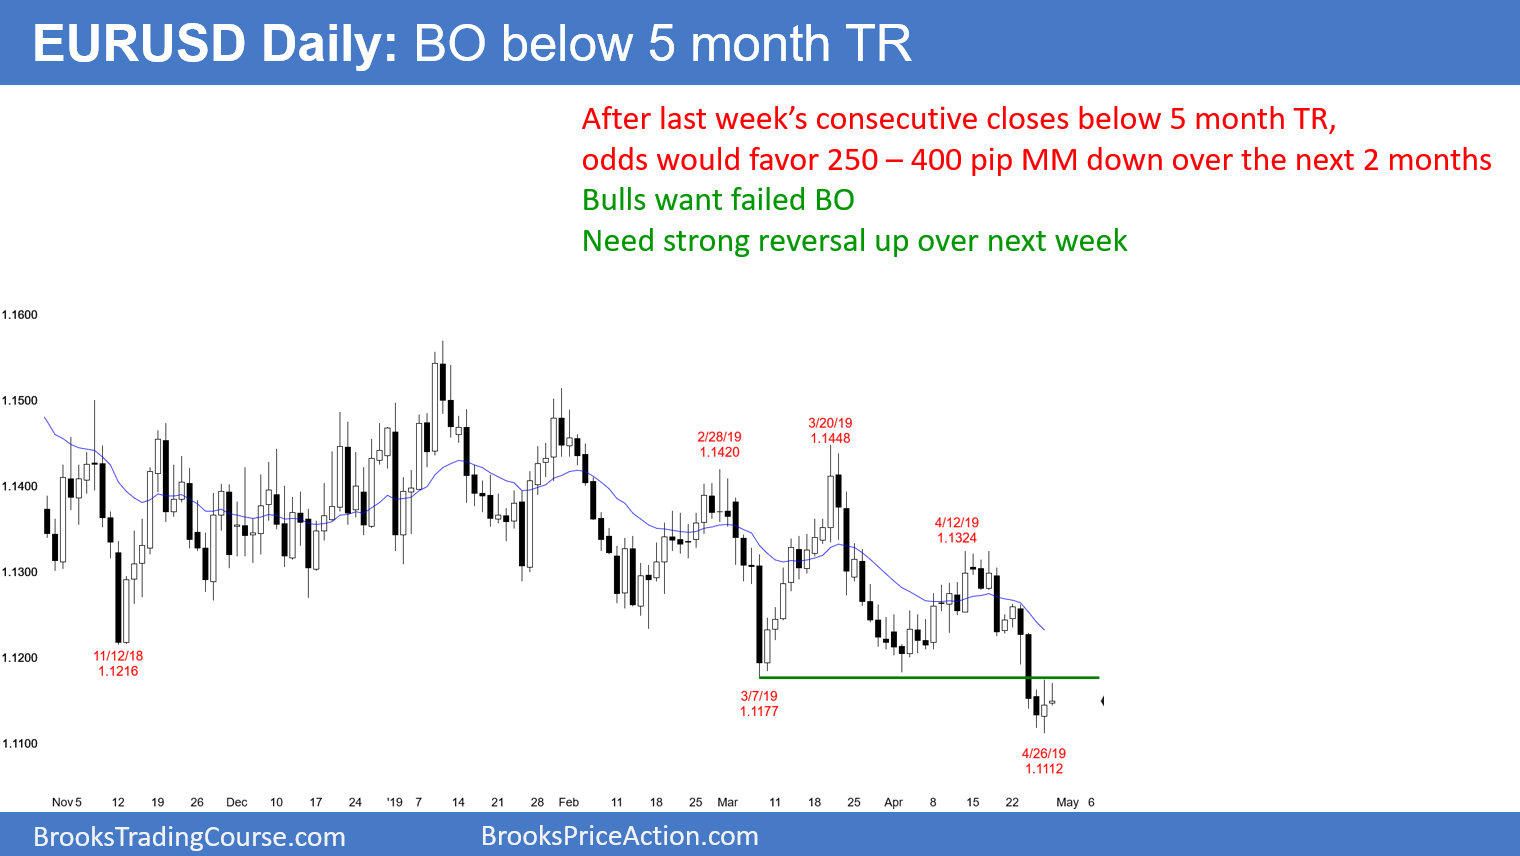 EURUSD Daily: BO below 5 month TR
After last week’s consecutive closes below 5 month TR,
odds would favor 250 – 400 pip MM down over the next 2 months
Bulls want failed BO
Need strong reversal up over next week
1.1600
1.1500
1.1400
1.1300
1.1200
1.1100
11/12/18
1.1216
2/28/19
1.1420
3/7/19
1.1177
3/20/19
1.1448
4/12/19
1.1324
4/26/19
1.1112
Nov 5 12 19 26 Dec 10 17 24 '19 7 14 21 28 Feb 11 18 25 Mar 11 18 25 Apr 8 15 22 May 6
BrooksTradingCourse.com BrooksPriceAction.com